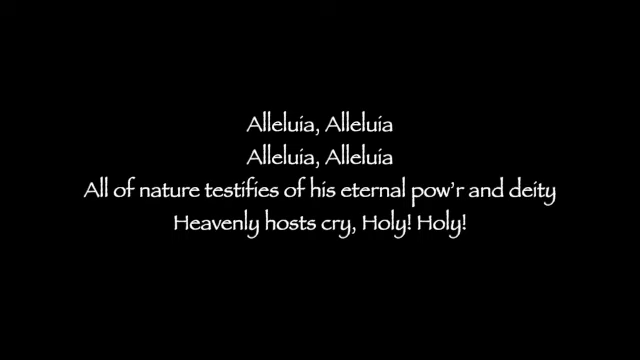 Alleluia, Alleluia
Alleluia, Alleluia
All of nature testifies of his eternal pow'r and deity
Heavenly hosts cry, Holy! Holy!